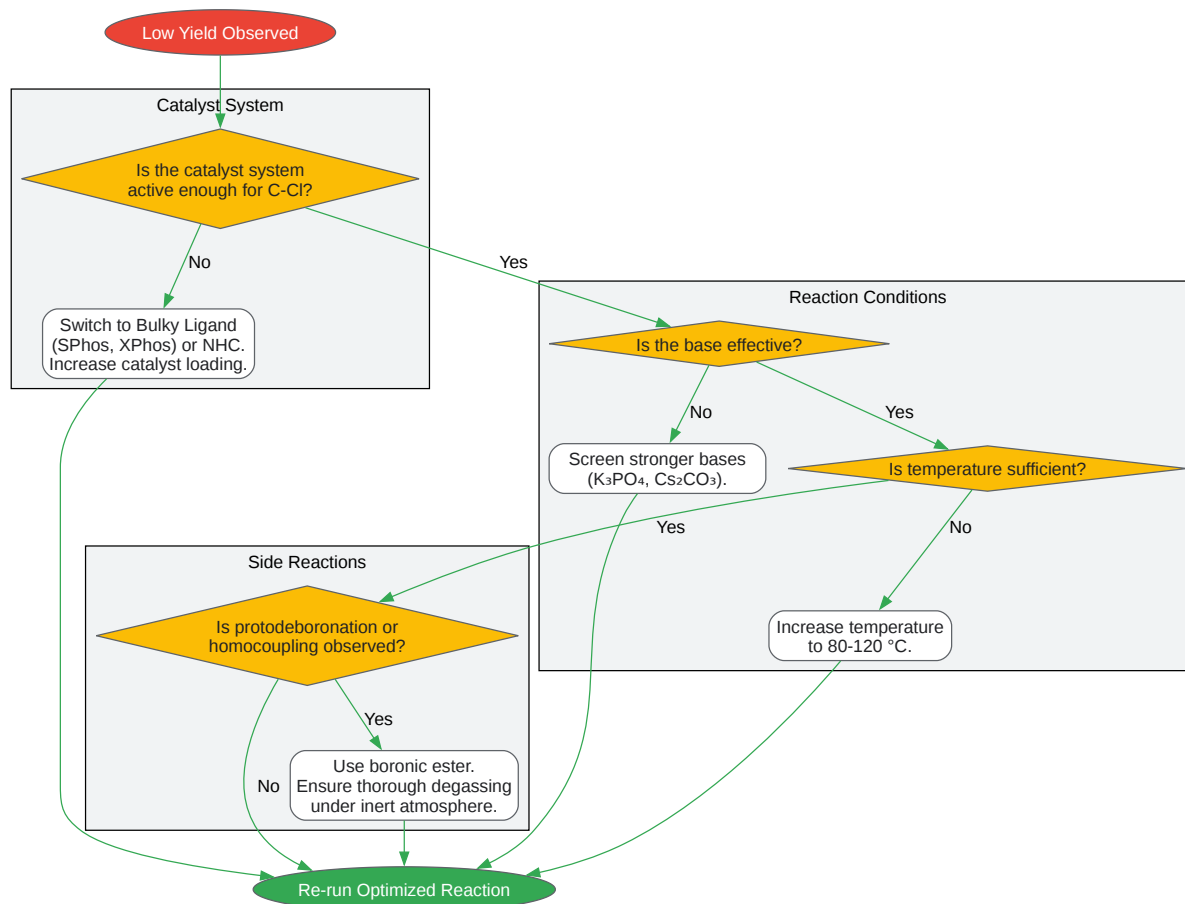 Low Yield Observed
Catalyst System
Is the catalyst system
active enough for C-Cl?
No
Yes
Switch to Bulky Ligand
(SPhos, XPhos) or NHC.
Increase catalyst loading.
Reaction Conditions
Is the base effective?
No
Yes
Screen stronger bases
(K₃PO₄, Cs₂CO₃).
Is temperature sufficient?
Yes
No
Increase temperature
to 80-120 °C.
Side Reactions
Is protodeboronation or
homocoupling observed?
Yes
No
Use boronic ester.
Ensure thorough degassing
under inert atmosphere.
Re-run Optimized Reaction